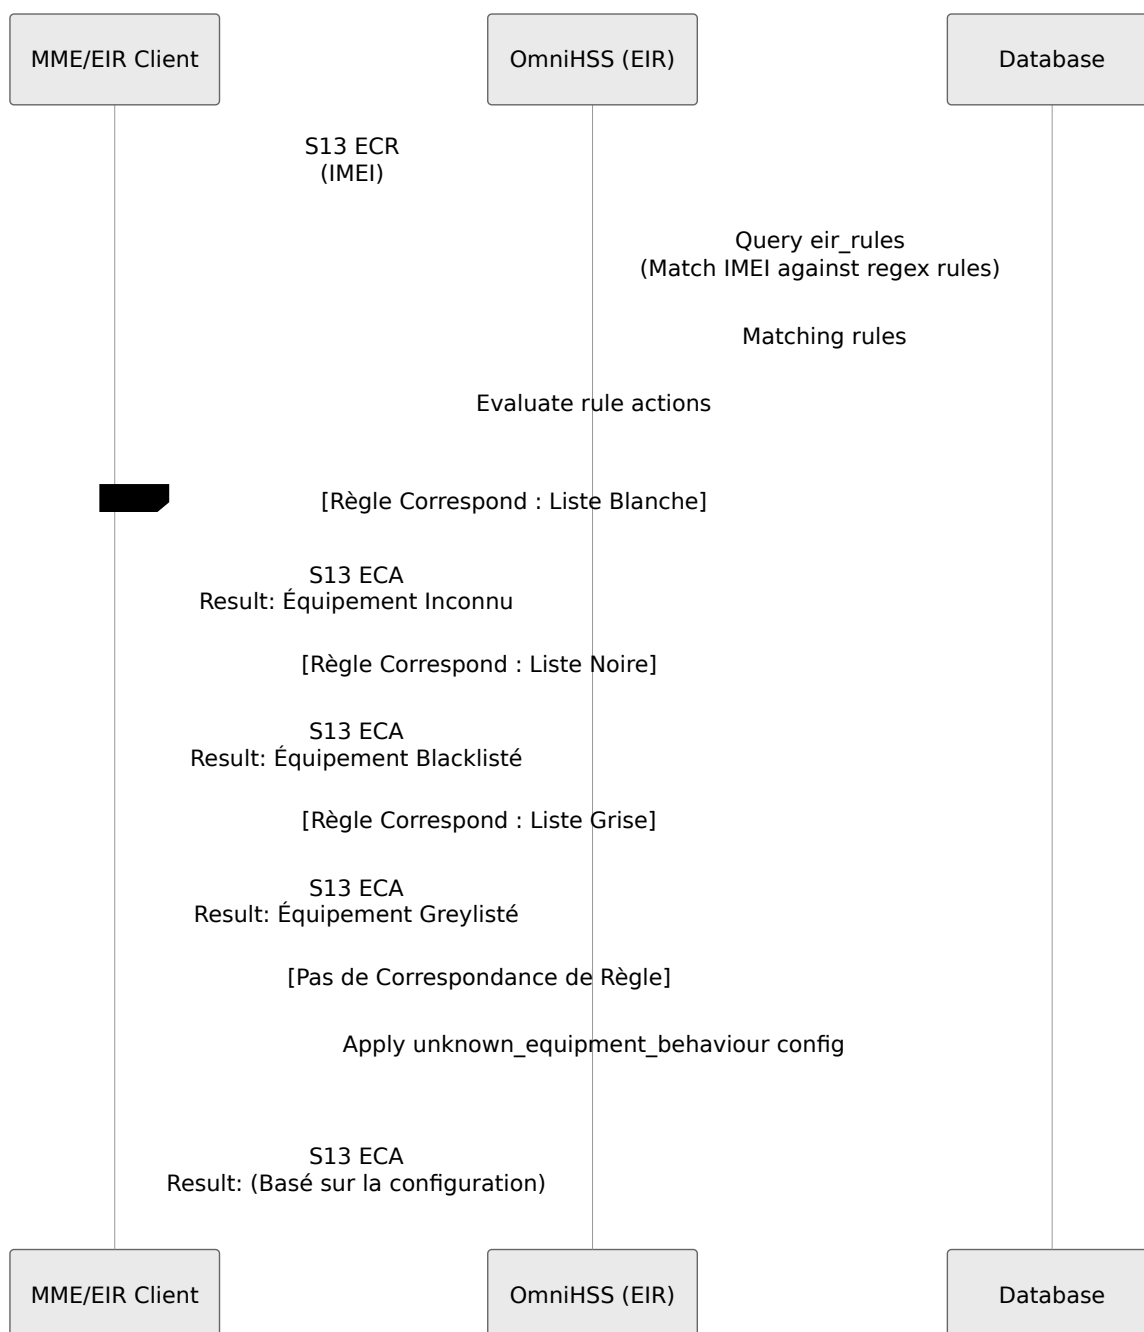 MME/EIR Client
OmniHSS (EIR)
Database
S13 ECR
(IMEI)
Query eir_rules
(Match IMEI against regex rules)
Matching rules
Evaluate rule actions
[Règle Correspond : Liste Blanche]
S13 ECA
Result: Équipement Inconnu
[Règle Correspond : Liste Noire]
S13 ECA
Result: Équipement Blacklisté
[Règle Correspond : Liste Grise]
S13 ECA
Result: Équipement Greylisté
[Pas de Correspondance de Règle]
Apply unknown_equipment_behaviour config
S13 ECA
Result: (Basé sur la configuration)
MME/EIR Client
OmniHSS (EIR)
Database